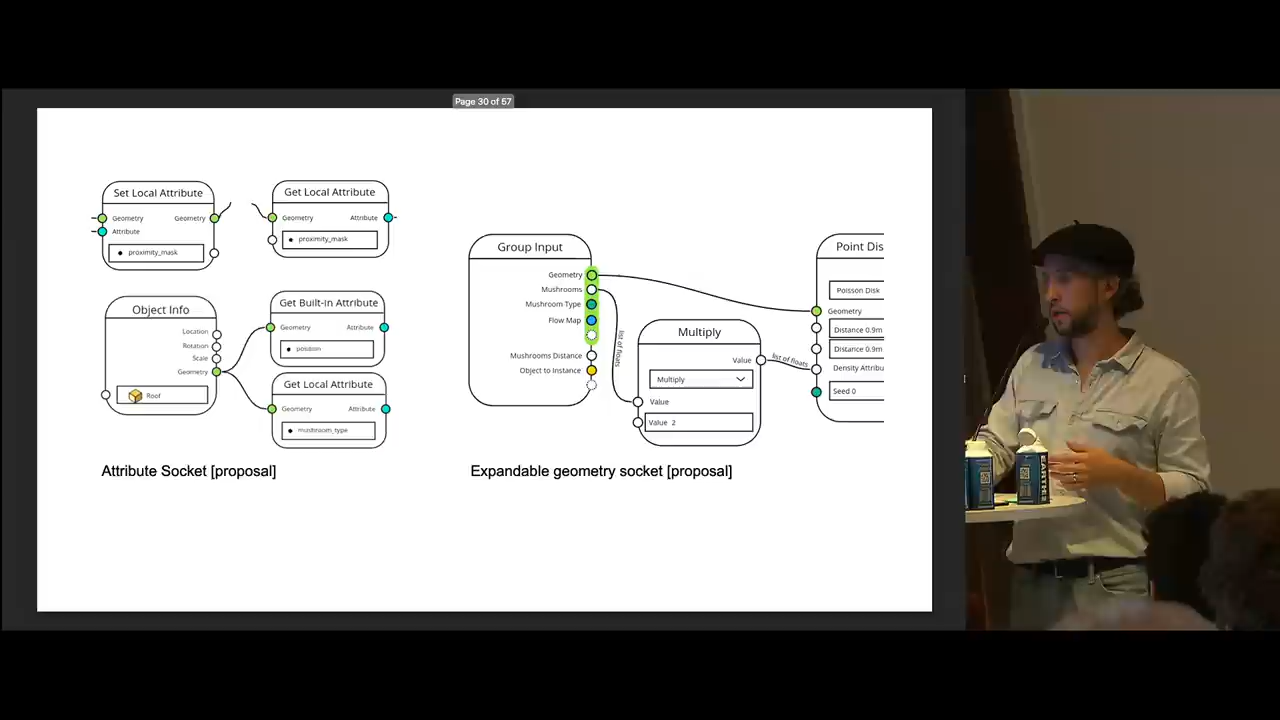 Page 30 of 57
Set Local Attribute
Geometry Geometry
Attribute
proximity_mask
Get Local Attribute
Geometry Attribute
proximity_mask
Object Info
Location
Rotation
Scale
Geometry
Roof
Get Built-in Attribute
Geometry Attribute
position
Get Local Attribute
Geometry Attribute
mushroom_type
Attribute Socket [proposal]
Group Input
Geometry
Mushrooms
Mushroom Type
Flow Map
Mushrooms Distance
Object to Instance
list of floats
Multiply
Value
Multiply
Value
Value 2
list of floats
Point Dis
Poisson Disk
Geometry
Distance 0.9m
Distance 0.9m
Density Attribu
Seed 0
Expandable geometry socket [proposal]
EARTH